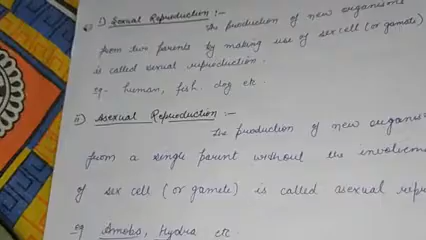 i) Sexual Reproduction :-
The production of new organisms
from two parents by making use of sex cell (or gamete)
is called sexual reproduction.
eg- human, fish. dog etc.
ii) Asexual Reproduction :-
The production of new organis
from a single parent without the involvem
of sex cell (or gamete) is called asexual repr
eg Amoba, Hydra etc.